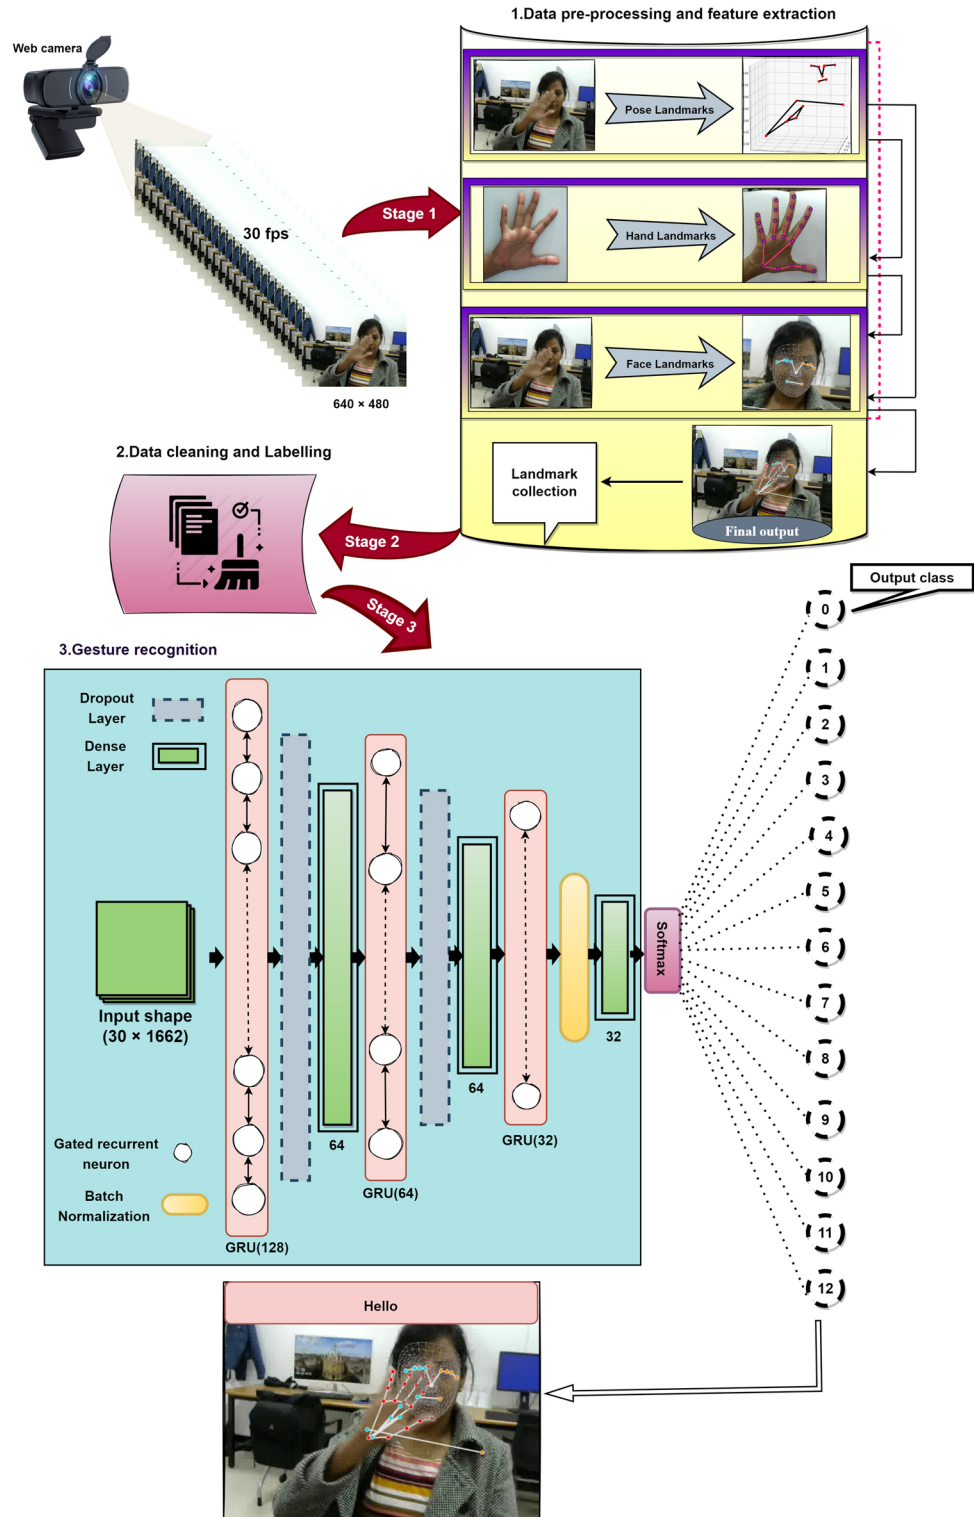 1.Data pre-processing and feature extraction
Web camera
30 fps
640 × 480
Stage 1
Pose Landmarks
Hand Landmarks
Face Landmarks
Landmark
collection
Final output
2.Data cleaning and Labelling
Stage 2
Stage 3
Output class
3.Gesture recognition
Dropout
Layer
Dense
Layer
Input shape
(30 × 1662)
Gated recurrent
neuron
Batch
Normalization
GRU(128)
64
GRU(64)
64
GRU(32)
32
Softmax
0
1
2
3
4
5
6
7
8
9
10
11
12
Hello